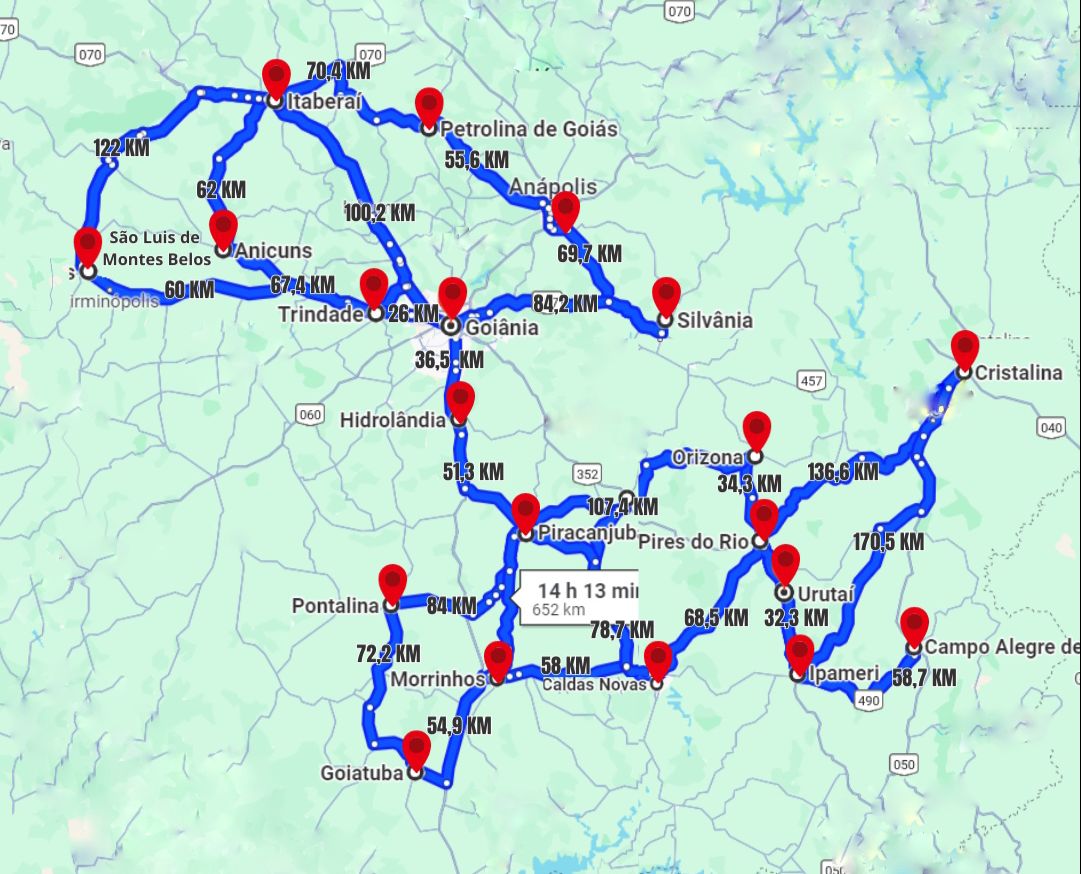 070
70
070
070
70,4 KM
Itaberaí
Petrolina de Goiás
122 KM
55,6 KM
62 KM
Anápolis
100,2 KM
São Luis de
Montes Belos
Anicuns
69,7 KM
s
60 KM
67,4 KM
irminópolis
Trindade
26 KM
Goiânia
84,2 KM
Silvânia
36,5 KM
Cristalina
457
060
Hidrolândia
040
352
51,3 KM
Orizona
34,3 KM
136,6 KM
107,4 KM
Piracanjub
Pires do Rio
170,5 KM
14 h 13 min
652 km
Urutaí
Pontalina
84 KM
78,7 KM
68,5 KM
32,3 KM
72,2 KM
Campo Alegre de
Morrinhos
58 KM
Caldas Novas
Ipameri
58,7 KM
490
54,9 KM
Goiatuba
050
050